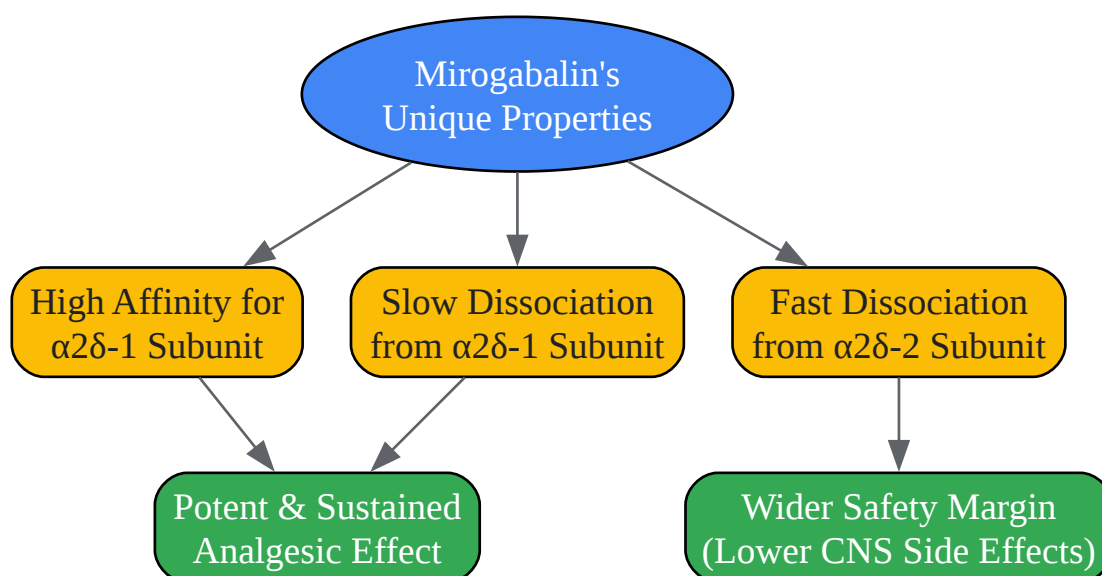 Mirogabalin's
Unique Properties
High Affinity for
α2δ-1 Subunit
Slow Dissociation
from α2δ-1 Subunit
Fast Dissociation
from α2δ-2 Subunit
Potent & Sustained
Analgesic Effect
Wider Safety Margin
(Lower CNS Side Effects)